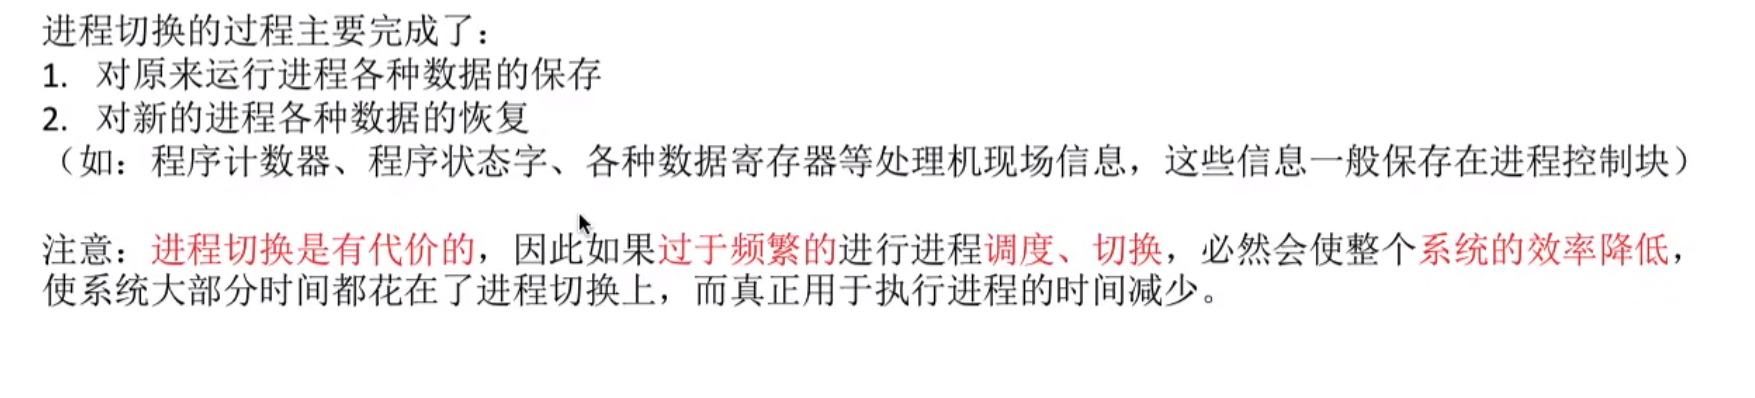 进程切换的过程主要完成了：
1. 对原来运行进程各种数据的保存
2. 对新的进程各种数据的恢复
（如：程序计数器、程序状态字、各种数据寄存器等处理机现场信息，这些信息一般保存在进程控制块）
注意：进程切换是有代价的，因此如果过于频繁的进行进程调度、切换，必然会使整个系统的效率降低，
使系统大部分时间都花在了进程切换上，而真正用于执行进程的时间减少。